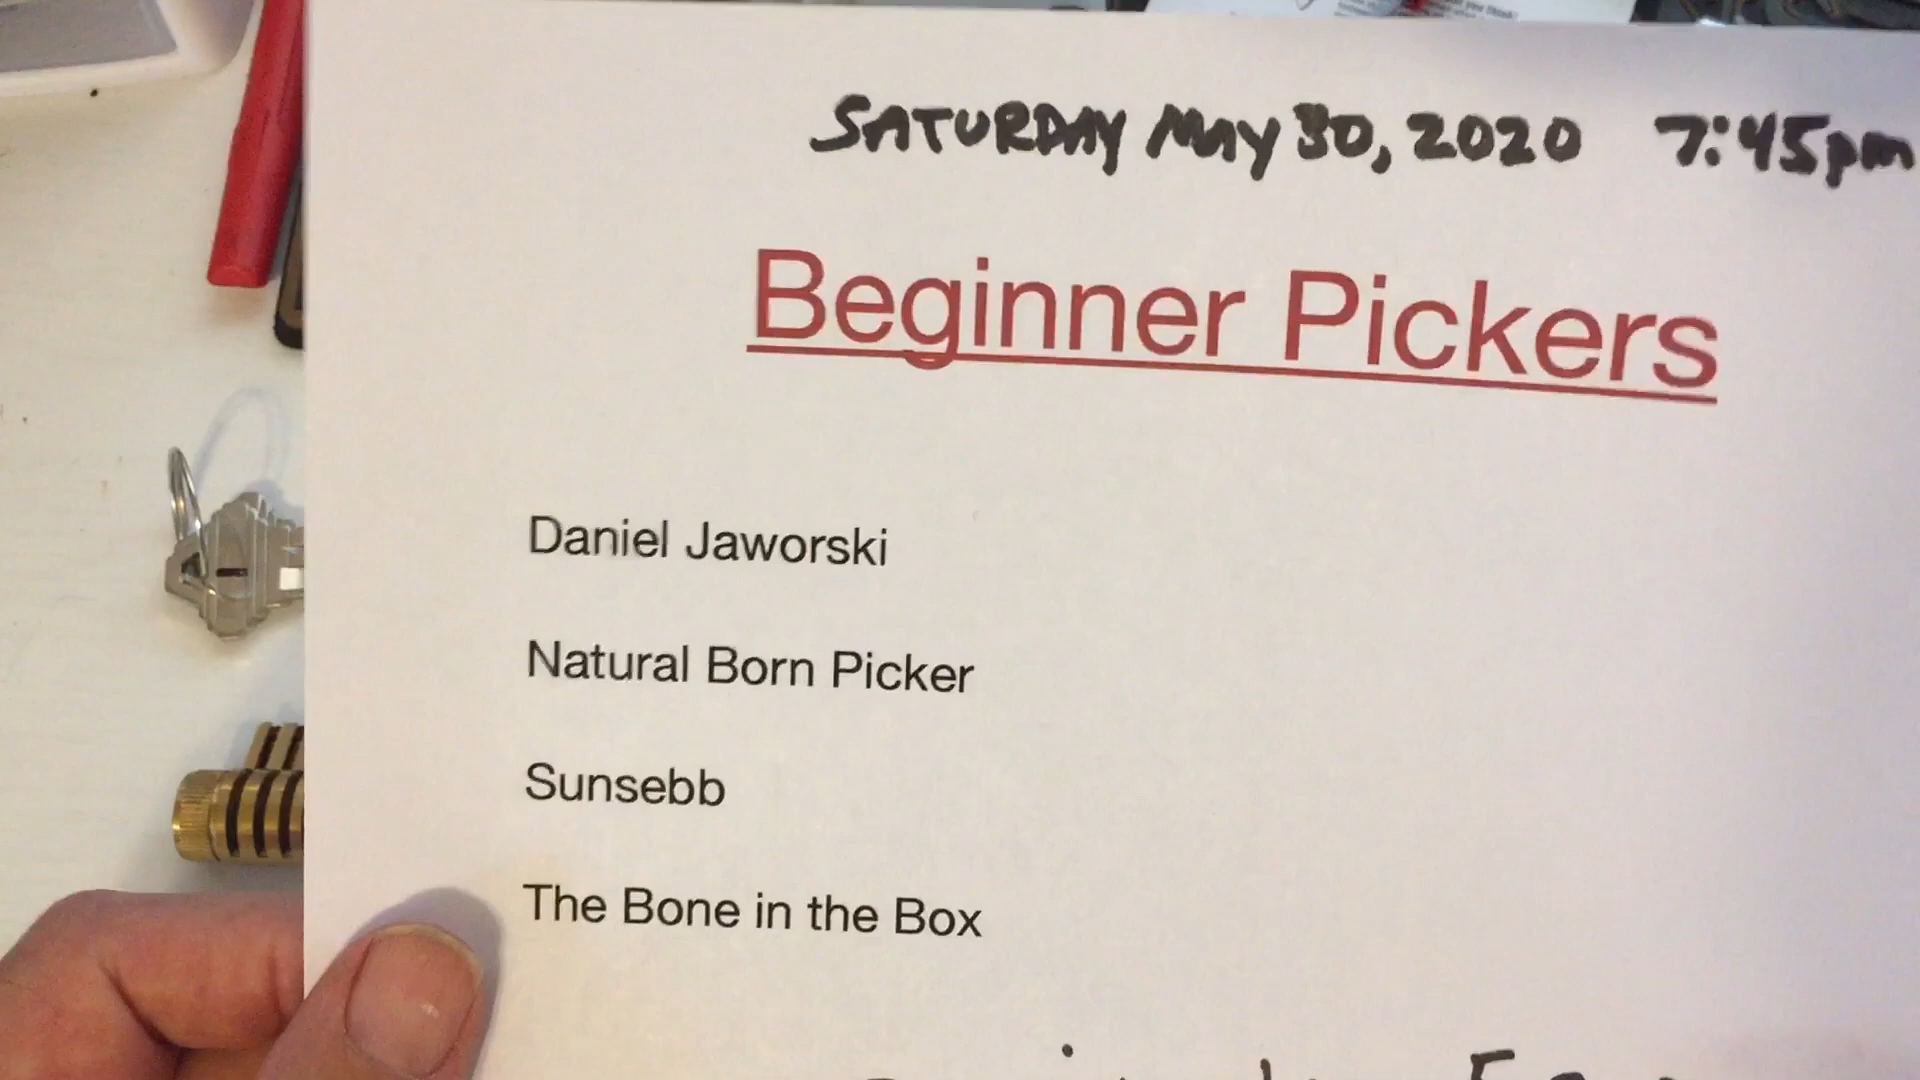 SATURDAY MAY 30, 2020 7:45pm
Beginner Pickers
Daniel Jaworski
Natural Born Picker
Sunsebb
The Bone in the Box